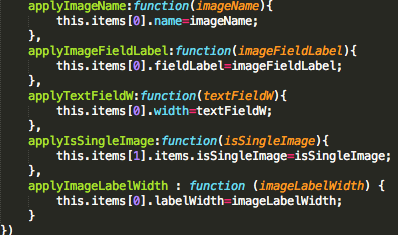 applyImageName:function(imageName){
this.items[0].name=imageName;
},
applyImageFieldLabel:function(imageFieldLabel){
this.items[0].fieldLabel=imageFieldLabel;
},
applyTextFieldW:function(textFieldW){
this.items[0].width=textFieldW;
},
applyIsSingleImage:function(isSingleImage){
this.items[1].items.isSingleImage=isSingleImage;
},
applyImageLabelWidth : function (imageLabelWidth) {
this.items[0].labelWidth=imageLabelWidth;
}
})